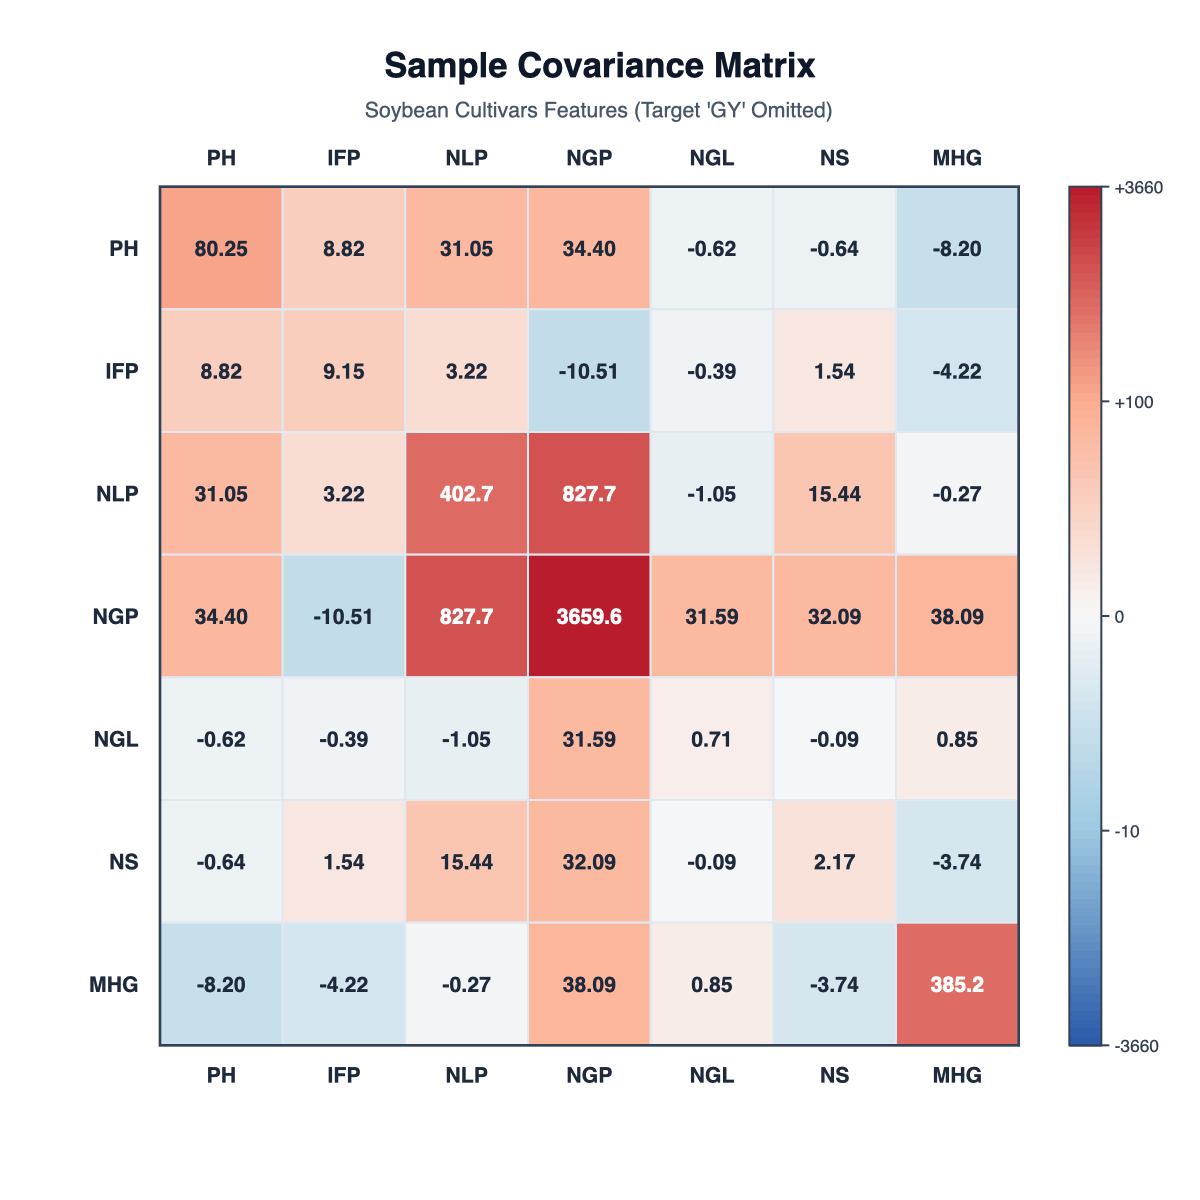 Sample Covariance Matrix
Soybean Cultivars Features (Target 'GY' Omitted)
PH IFP NLP NGP NGL NS MHG
PH 80.25 8.82 31.05 34.40 -0.62 -0.64 -8.20
IFP 8.82 9.15 3.22 -10.51 -0.39 1.54 -4.22
NLP 31.05 3.22 402.7 827.7 -1.05 15.44 -0.27
NGP 34.40 -10.51 827.7 3659.6 31.59 32.09 38.09
NGL -0.62 -0.39 -1.05 31.59 0.71 -0.09 0.85
NS -0.64 1.54 15.44 32.09 -0.09 2.17 -3.74
MHG -8.20 -4.22 -0.27 38.09 0.85 -3.74 385.2
PH IFP NLP NGP NGL NS MHG
+3660
+100
0
-10
-3660